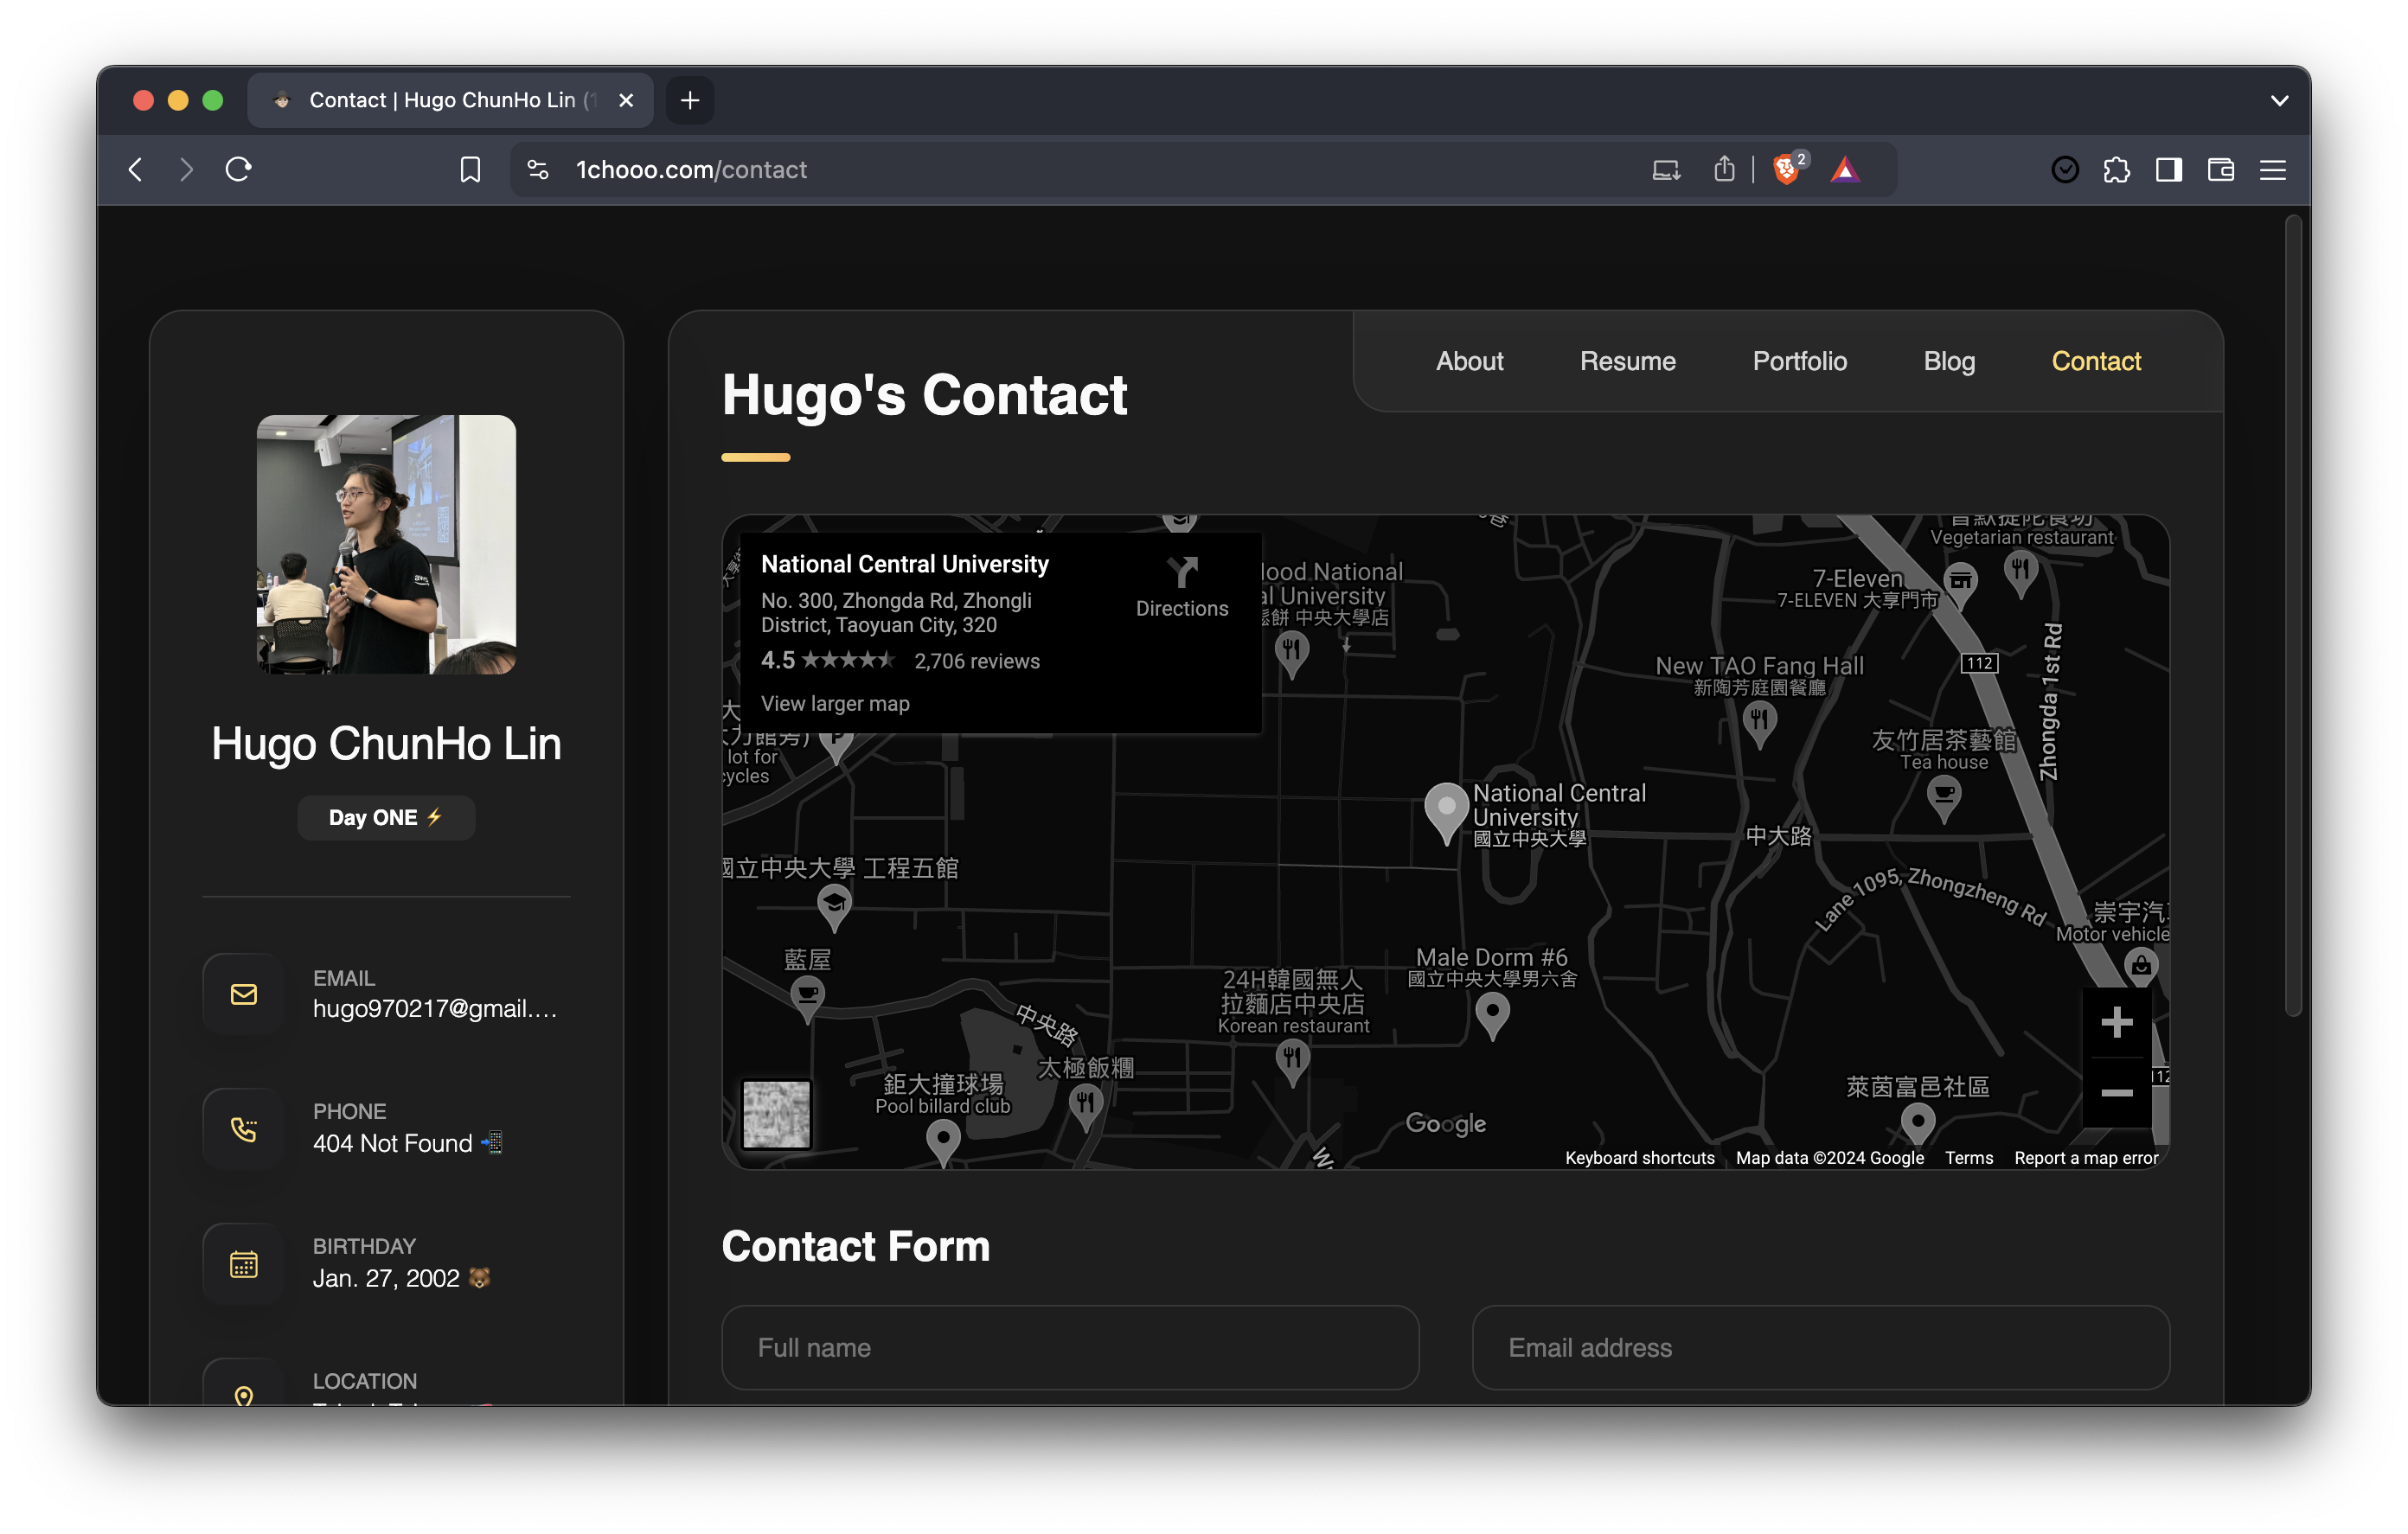 Contact | Hugo ChunHo Lin (1
1chooo.com/contact
2
Hugo ChunHo Lin
Day ONE ⚡
EMAIL
hugo970217@gmail.…
PHONE
404 Not Found 📲
BIRTHDAY
Jan. 27, 2002 🐻
LOCATION
About
Resume
Portfolio
Blog
Contact
Hugo's Contact
National Central University
No. 300, Zhongda Rd, Zhongli
District, Taoyuan City, 320
4.5 ★★★★★ 2,706 reviews
View larger map
Directions
lood National
al University
鬆餅 中央大學店
Vegetarian restaurant
7-Eleven
7-ELEVEN 大享門市
112
Zhongda 1st Rd
New TAO Fang Hall
新陶芳庭園餐廳
友竹居茶藝館
Tea house
lot for
cycles
P
National Central
University
國立中央大學
中大路
Lane 1095, Zhongzheng Rd
國立中央大學 工程五館
崇宇汽
Motor vehicle
藍屋
中央路
Male Dorm #6
國立中央大學男六舍
24H韓國無人
拉麵店中央店
Korean restaurant
太極飯糰
鉅大撞球場
Pool billard club
萊茵富邑社區
112
Google
Keyboard shortcuts
Map data ©2024 Google
Terms
Report a map error
Contact Form
Full name
Email address